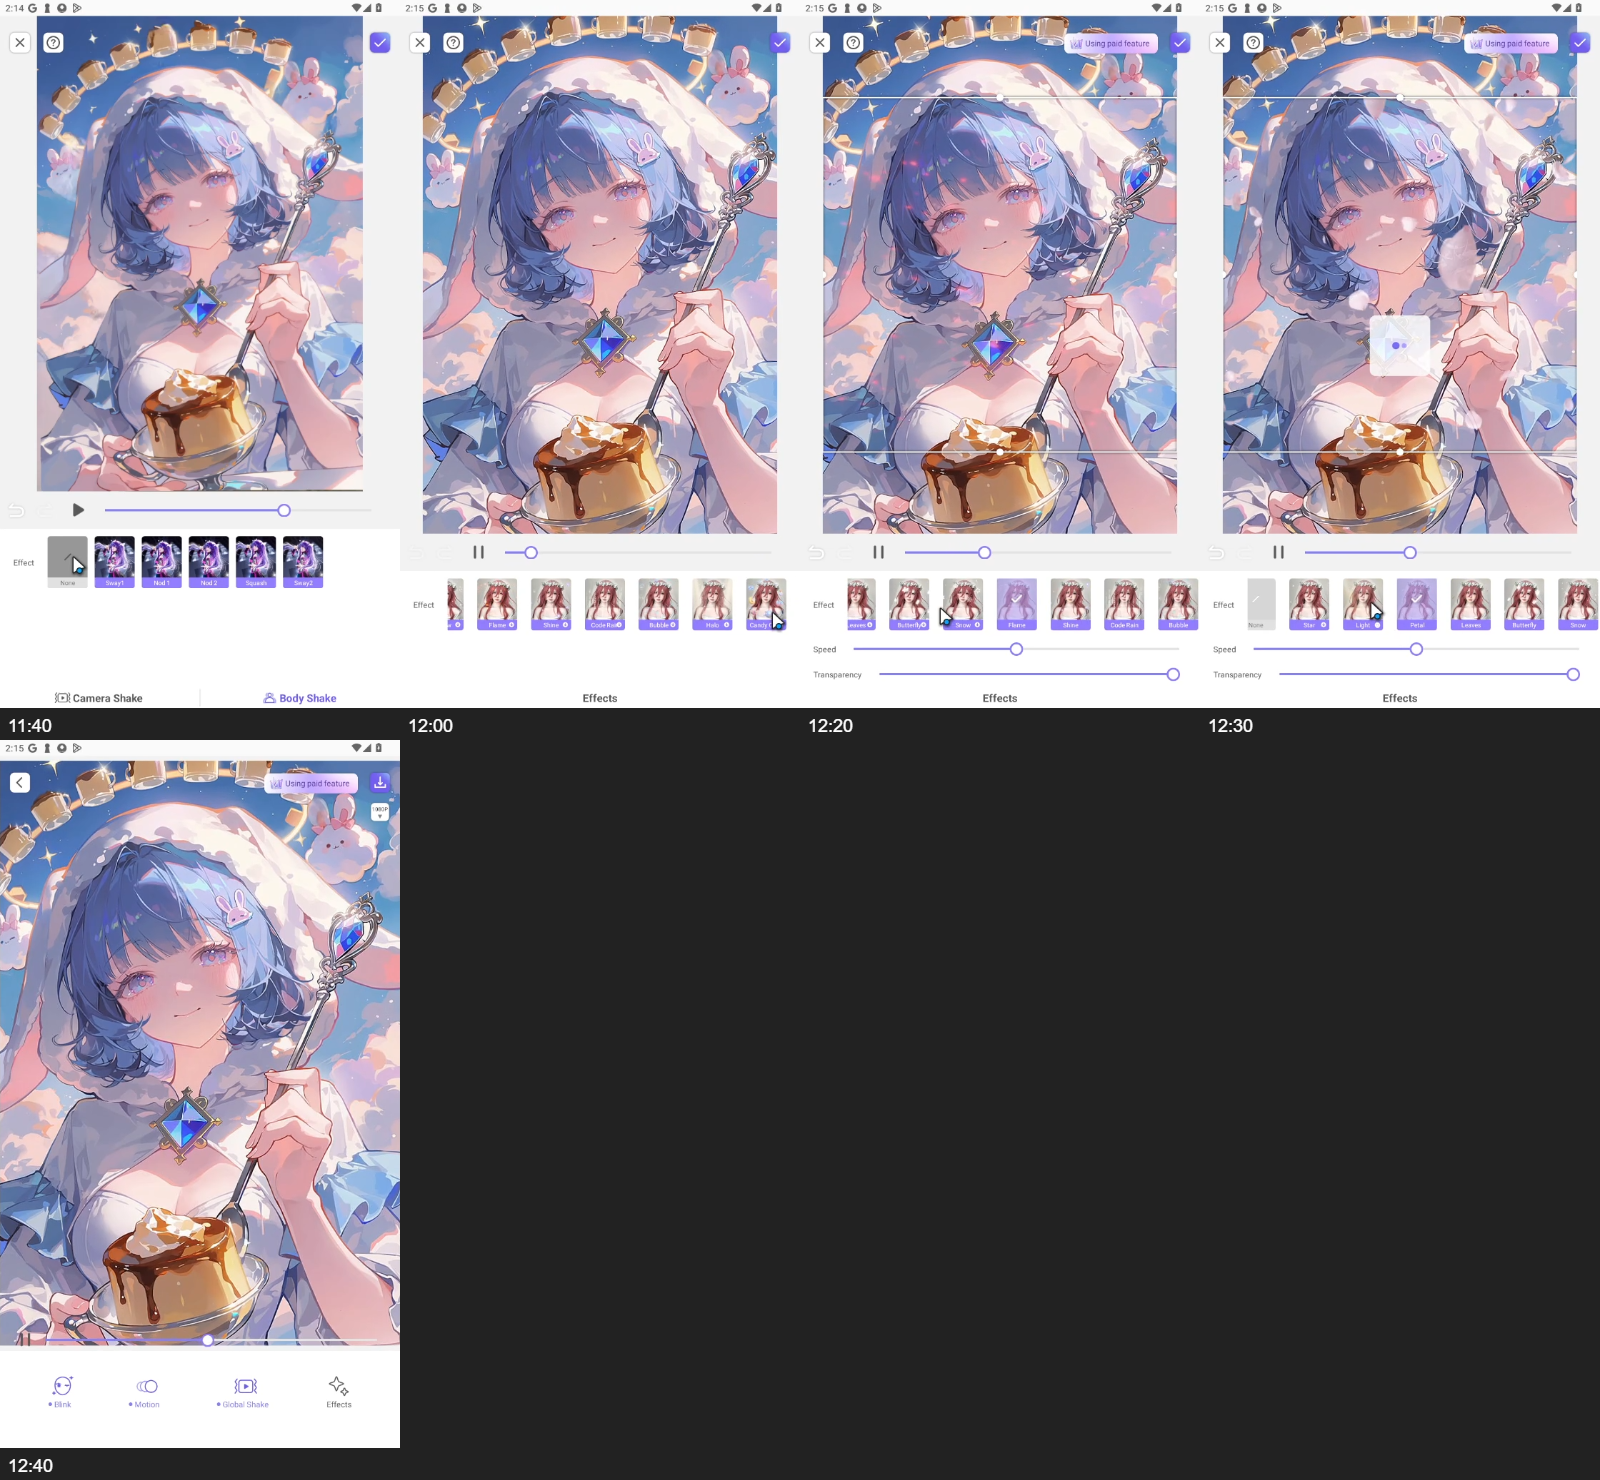 2:14
Effect
None
Sway1
Nod 1
Nod 2
Squash
Sway2
Camera Shake
Body Shake
11:40
2:15
Effect
Flame
Shine
Code Rain
Bubble
Halo
Candy
Effects
12:00
2:15
Using paid feature
Effect
Leaves
Butterfly
Snow
Flame
Shine
Code Rain
Bubble
Speed
Transparency
Effects
12:20
2:15
Using paid feature
Effect
None
Star
Light
Petal
Leaves
Butterfly
Snow
Speed
Transparency
Effects
12:30
2:15
Using paid feature
1080P
Blink
Motion
Global Shake
Effects
12:40